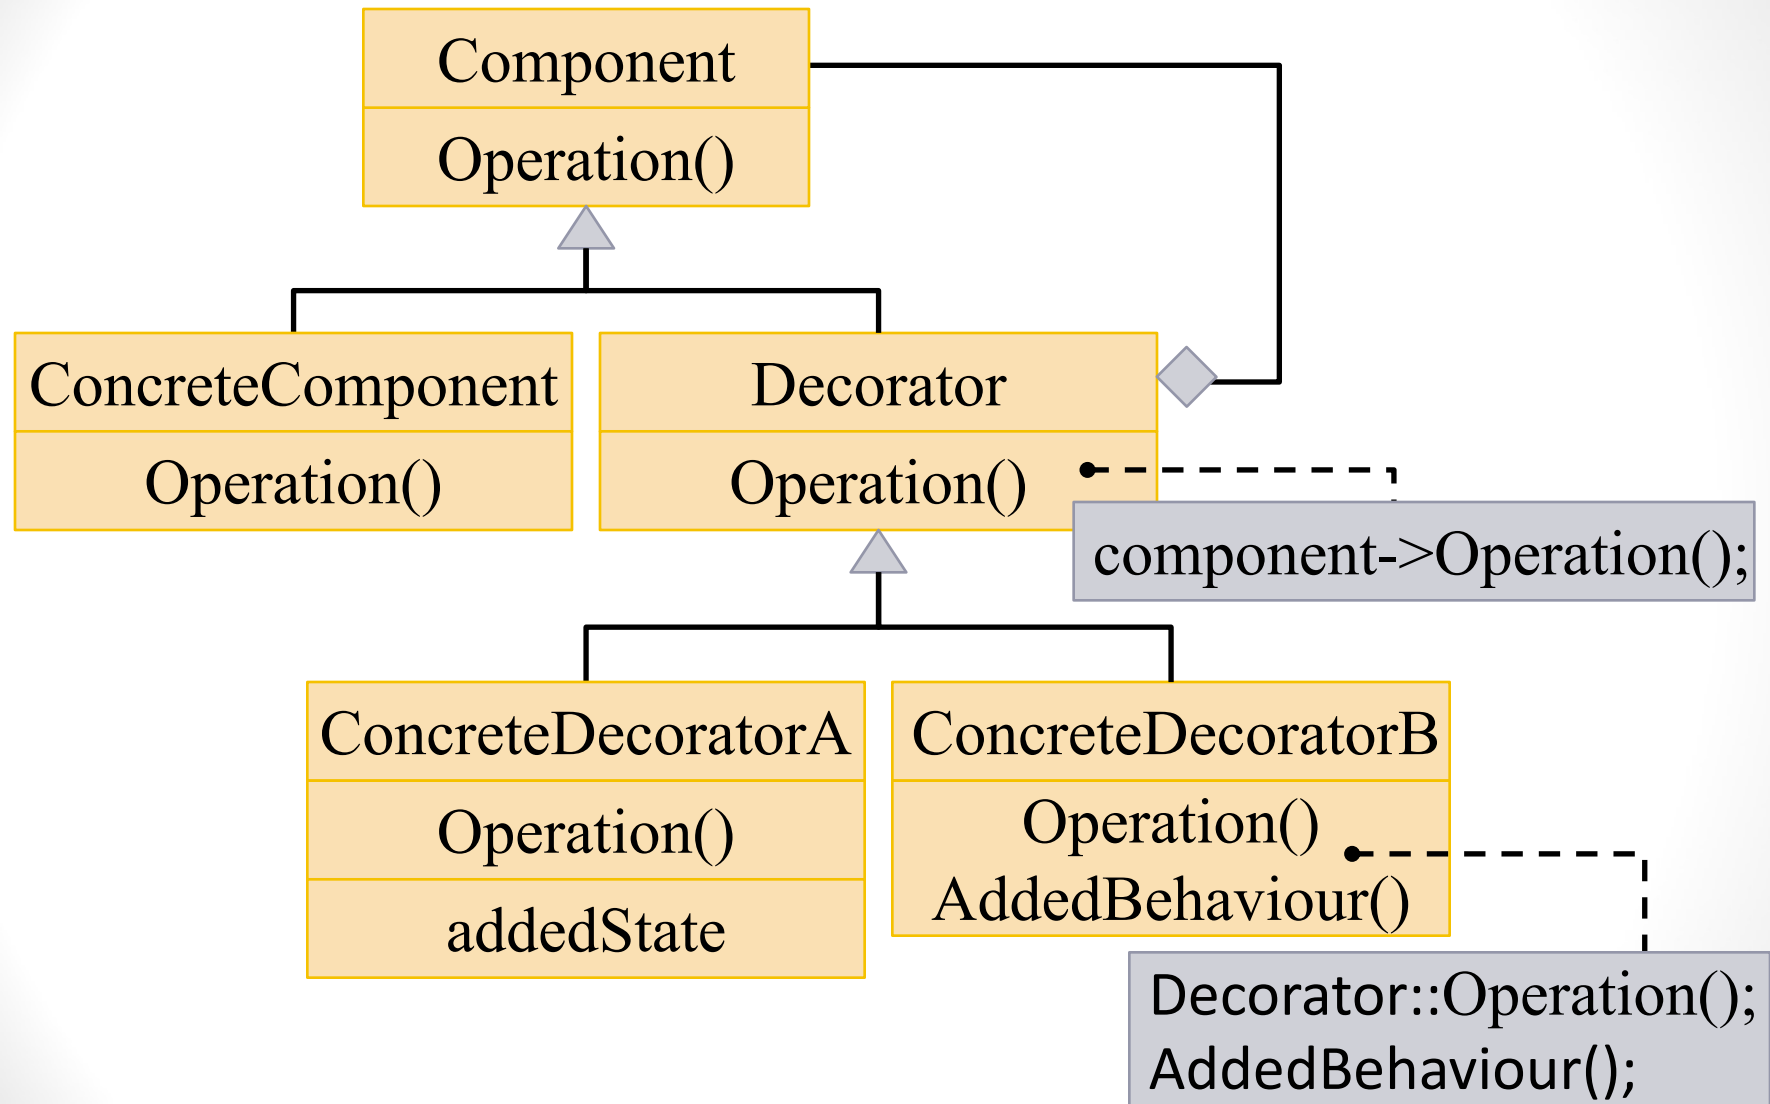 Component
Operation()
ConcreteComponent
Operation()
Decorator
Operation()
component->Operation();
ConcreteDecoratorA
Operation()
addedState
ConcreteDecoratorB
Operation()
AddedBehaviour()
Decorator::Operation();
AddedBehaviour();